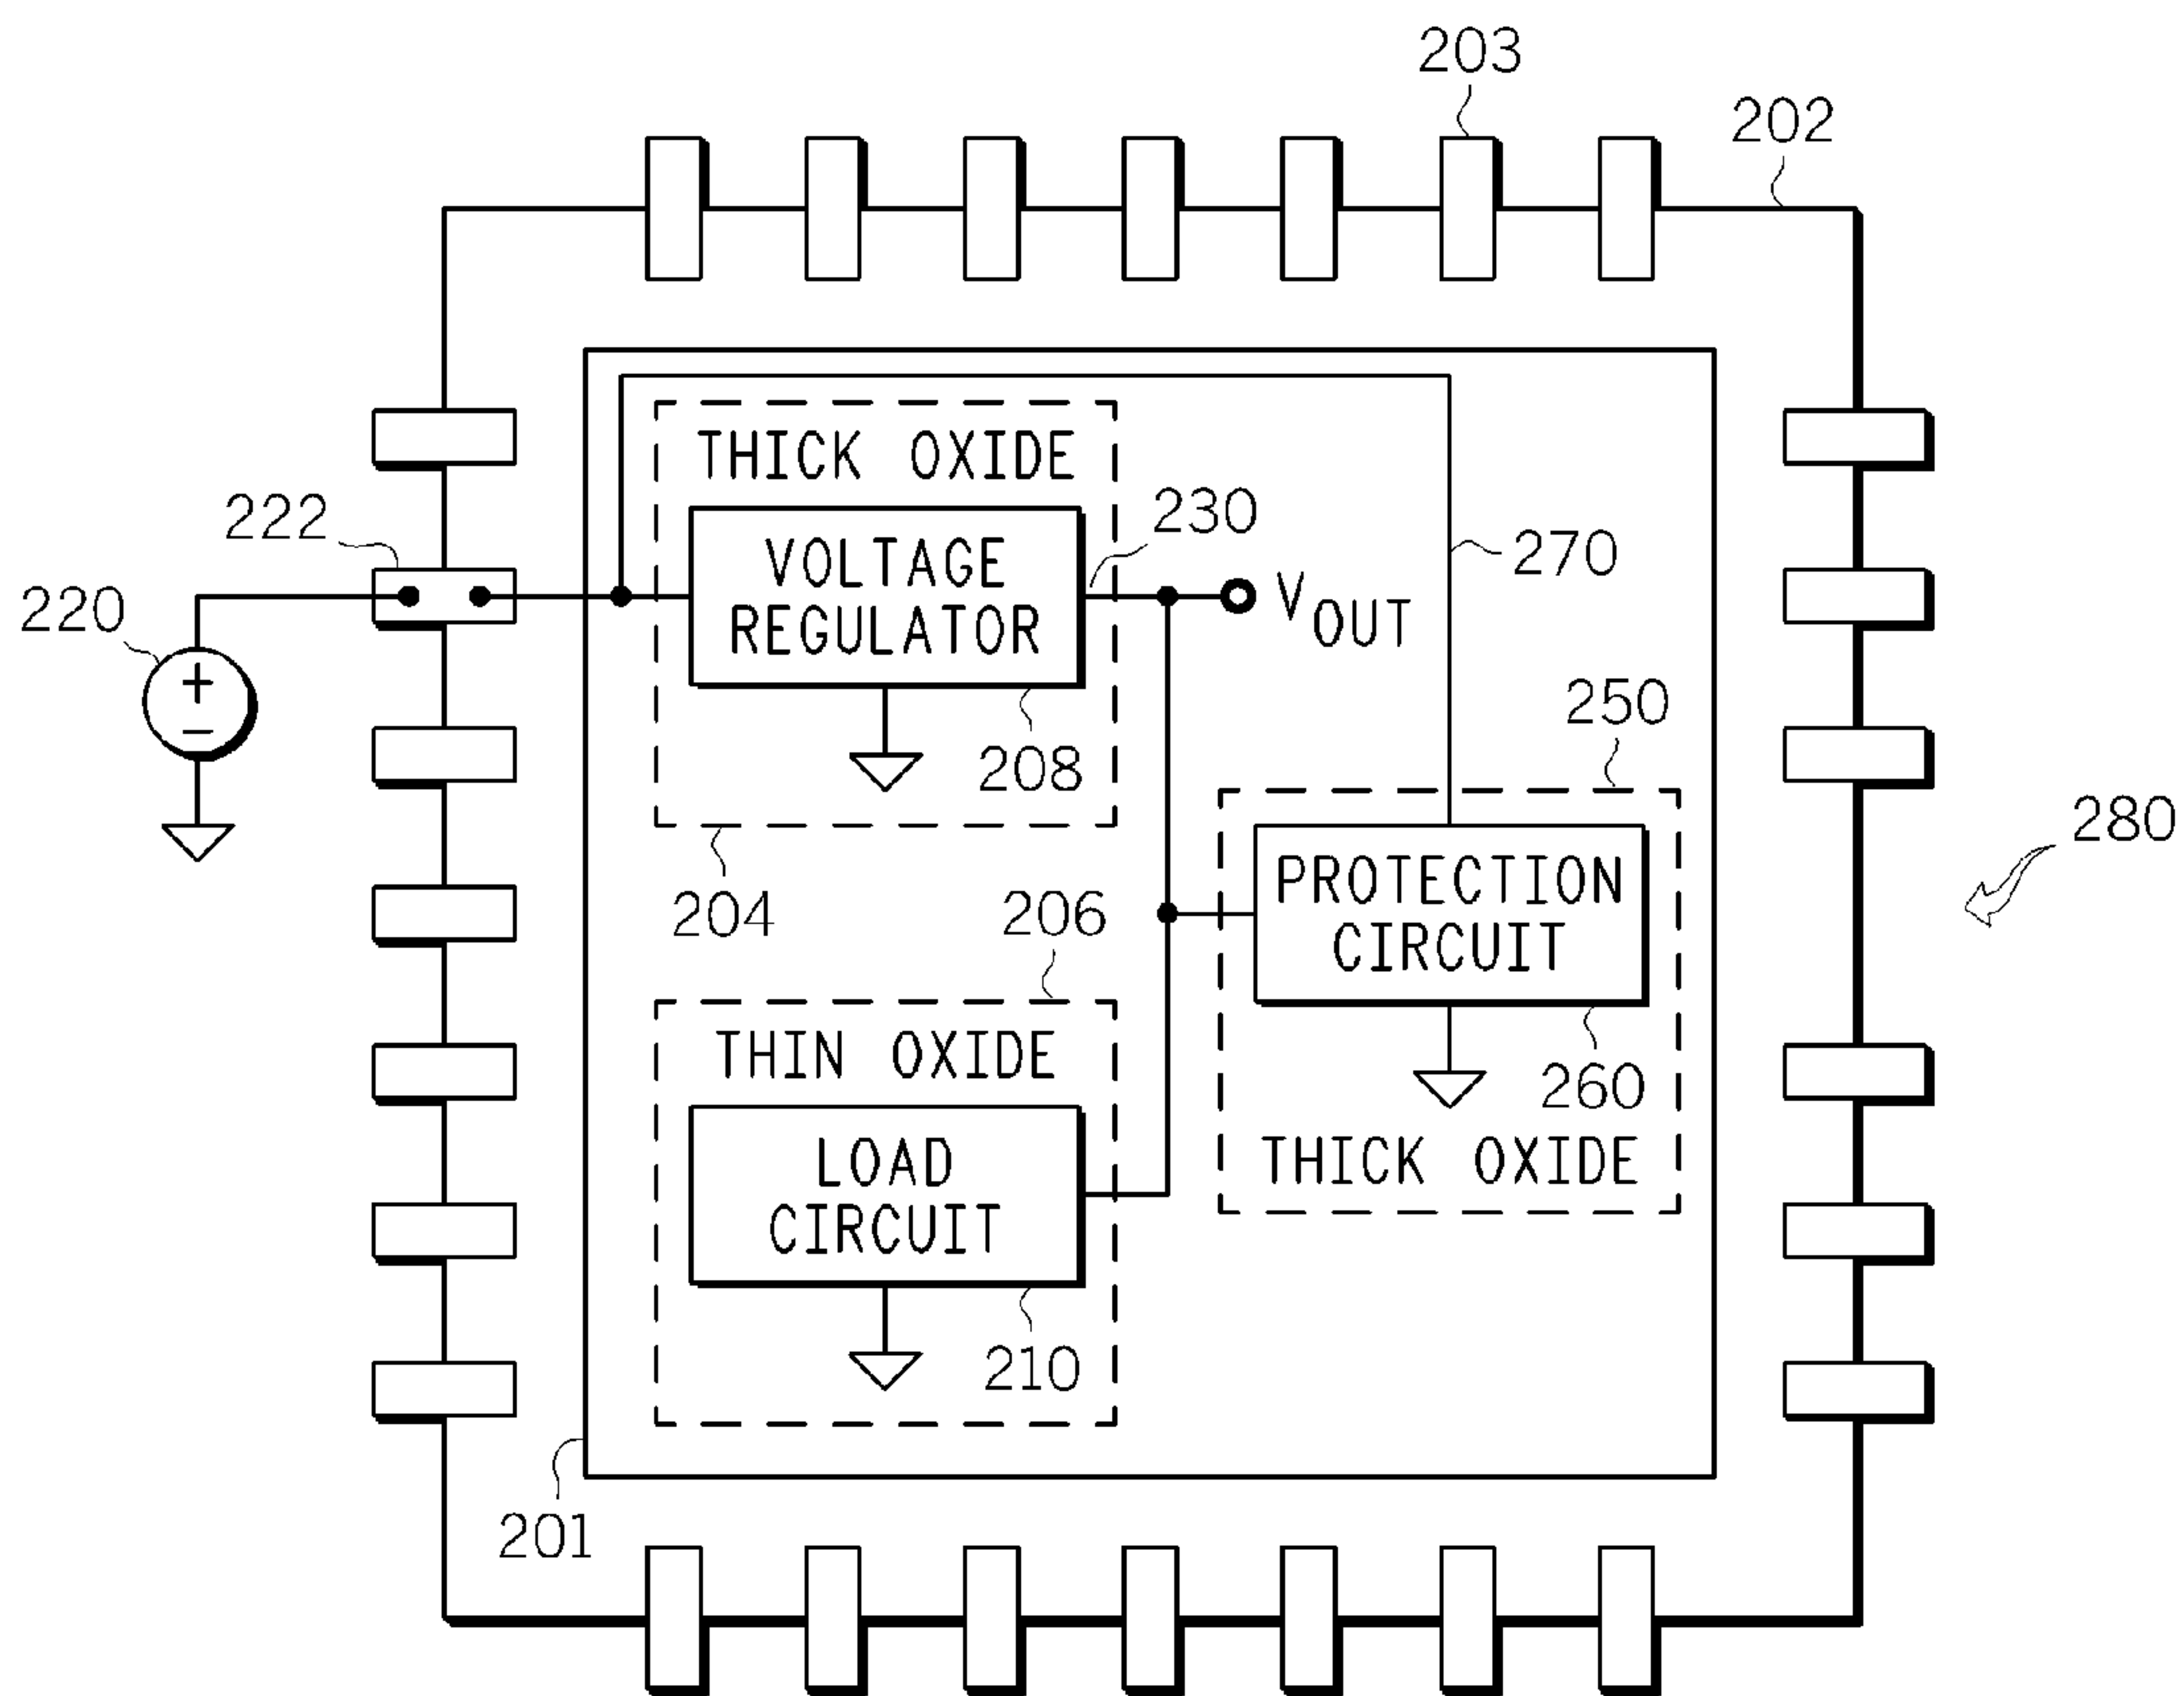 203
202
THICK OXIDE
222
230
VOLTAGE
REGULATOR
270
220
+
−
VOUT
250
208
280
204
206
PROTECTION
CIRCUIT
THIN OXIDE
260
LOAD
CIRCUIT
THICK OXIDE
210
201